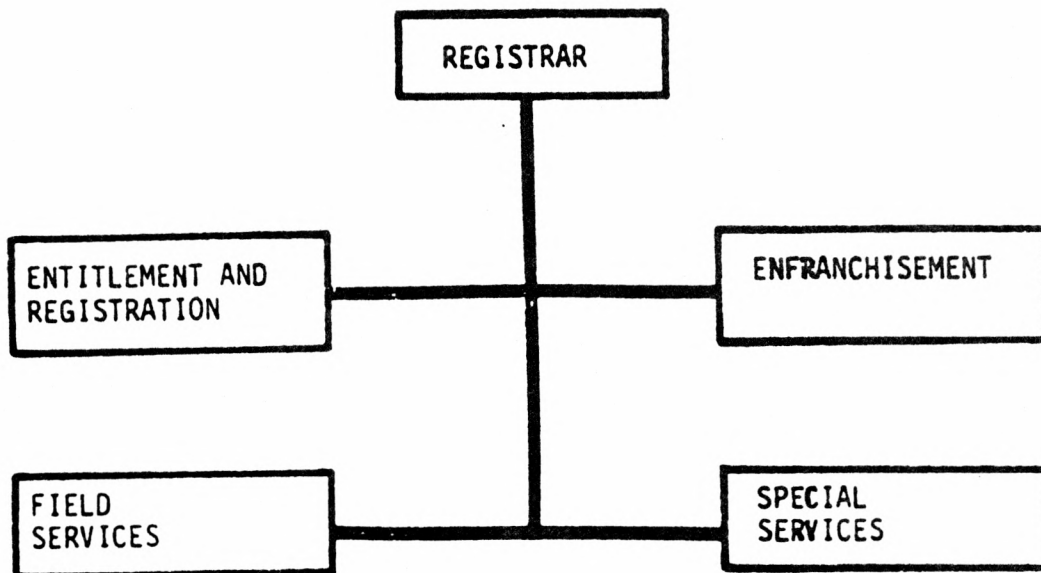 REGISTRAR
ENTITLEMENT AND
REGISTRATION
ENFRANCHISEMENT
FIELD
SERVICES
SPECIAL
SERVICES